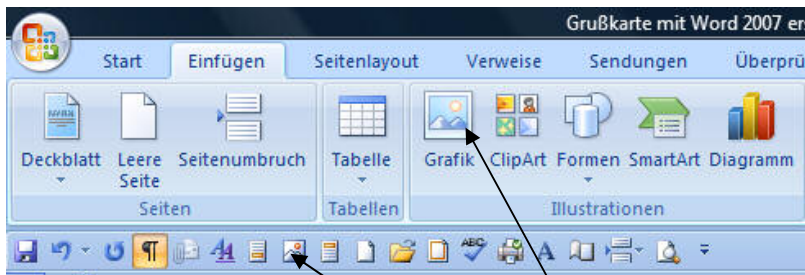 Grußkarte mit Word 2007 er
Start Einfügen Seitenlayout Verweise Sendungen Überprü
Deckblatt Leere Seite Seitenumbruch Tabelle Grafik ClipArt Formen SmartArt Diagramm
Seiten Tabellen Illustrationen
ABC